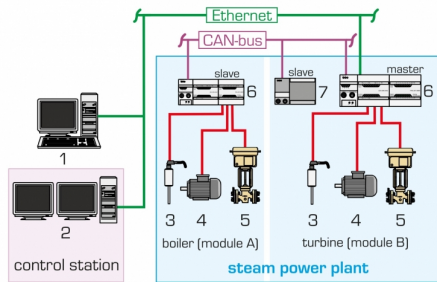 Ethernet
CAN-bus
slave
6
slave
7
master
6
1
2
3
4
5
3
4
5
boiler (module A)
turbine (module B)
control station
steam power plant